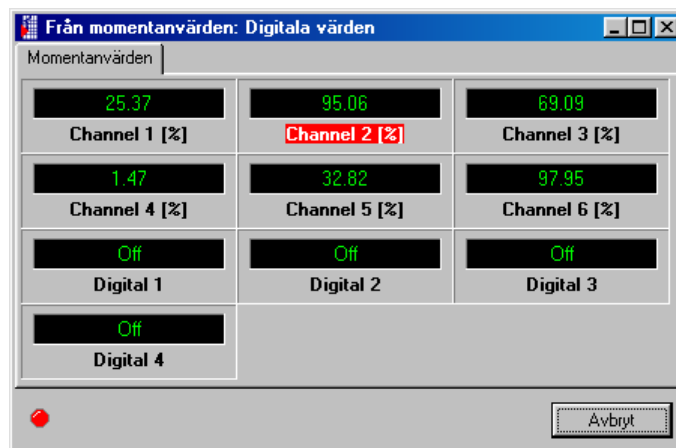 Från momentanvärden: Digitala värden
Momentanvärden
25.37 95.06 69.09
Channel 1 [%] Channel 2 [%] Channel 3 [%]
1.47 32.82 97.95
Channel 4 [%] Channel 5 [%] Channel 6 [%]
Off Off Off
Digital 1 Digital 2 Digital 3
Off
Digital 4
Avbryt